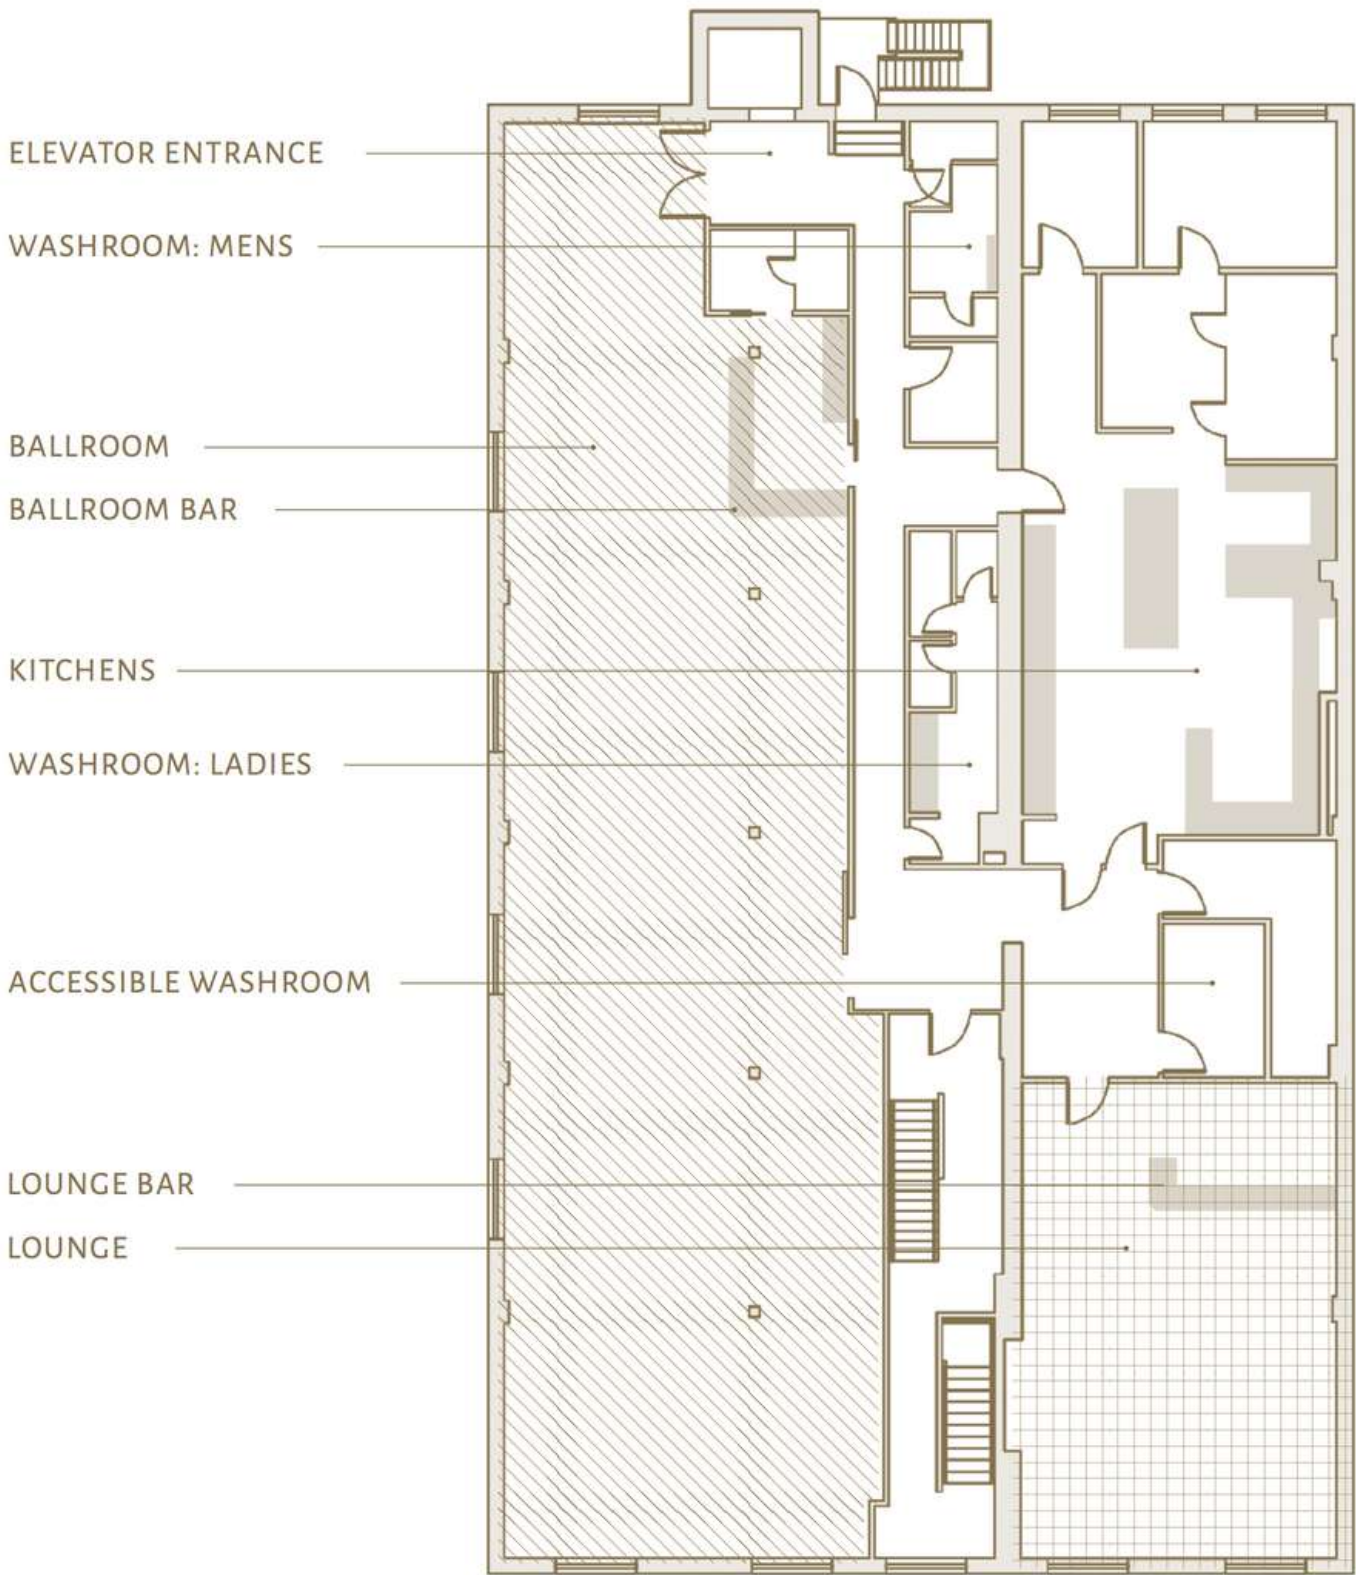 ELEVATOR ENTRANCE
WASHROOM: MENS
BALLROOM
BALLROOM BAR
KITCHENS
WASHROOM: LADIES
ACCESSIBLE WASHROOM
LOUNGE BAR
LOUNGE